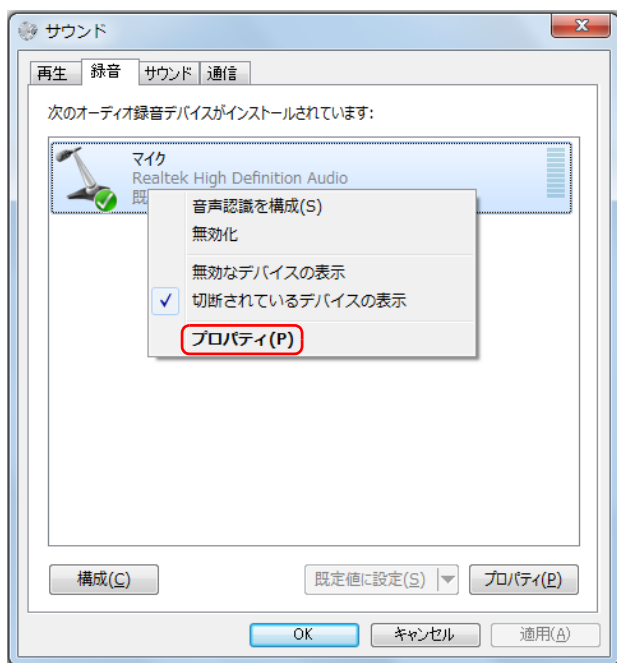 サウンド
再生 録音 サウンド 通信
次のオーディオ録音デバイスがインストールされています:
マイク
Realtek High Definition Audio
既
音声認識を構成(S)
無効化
無効なデバイスの表示
切断されているデバイスの表示
プロパティ(P)
構成(C) 既定値に設定(S) プロパティ(P)
OK キャンセル 適用(A)